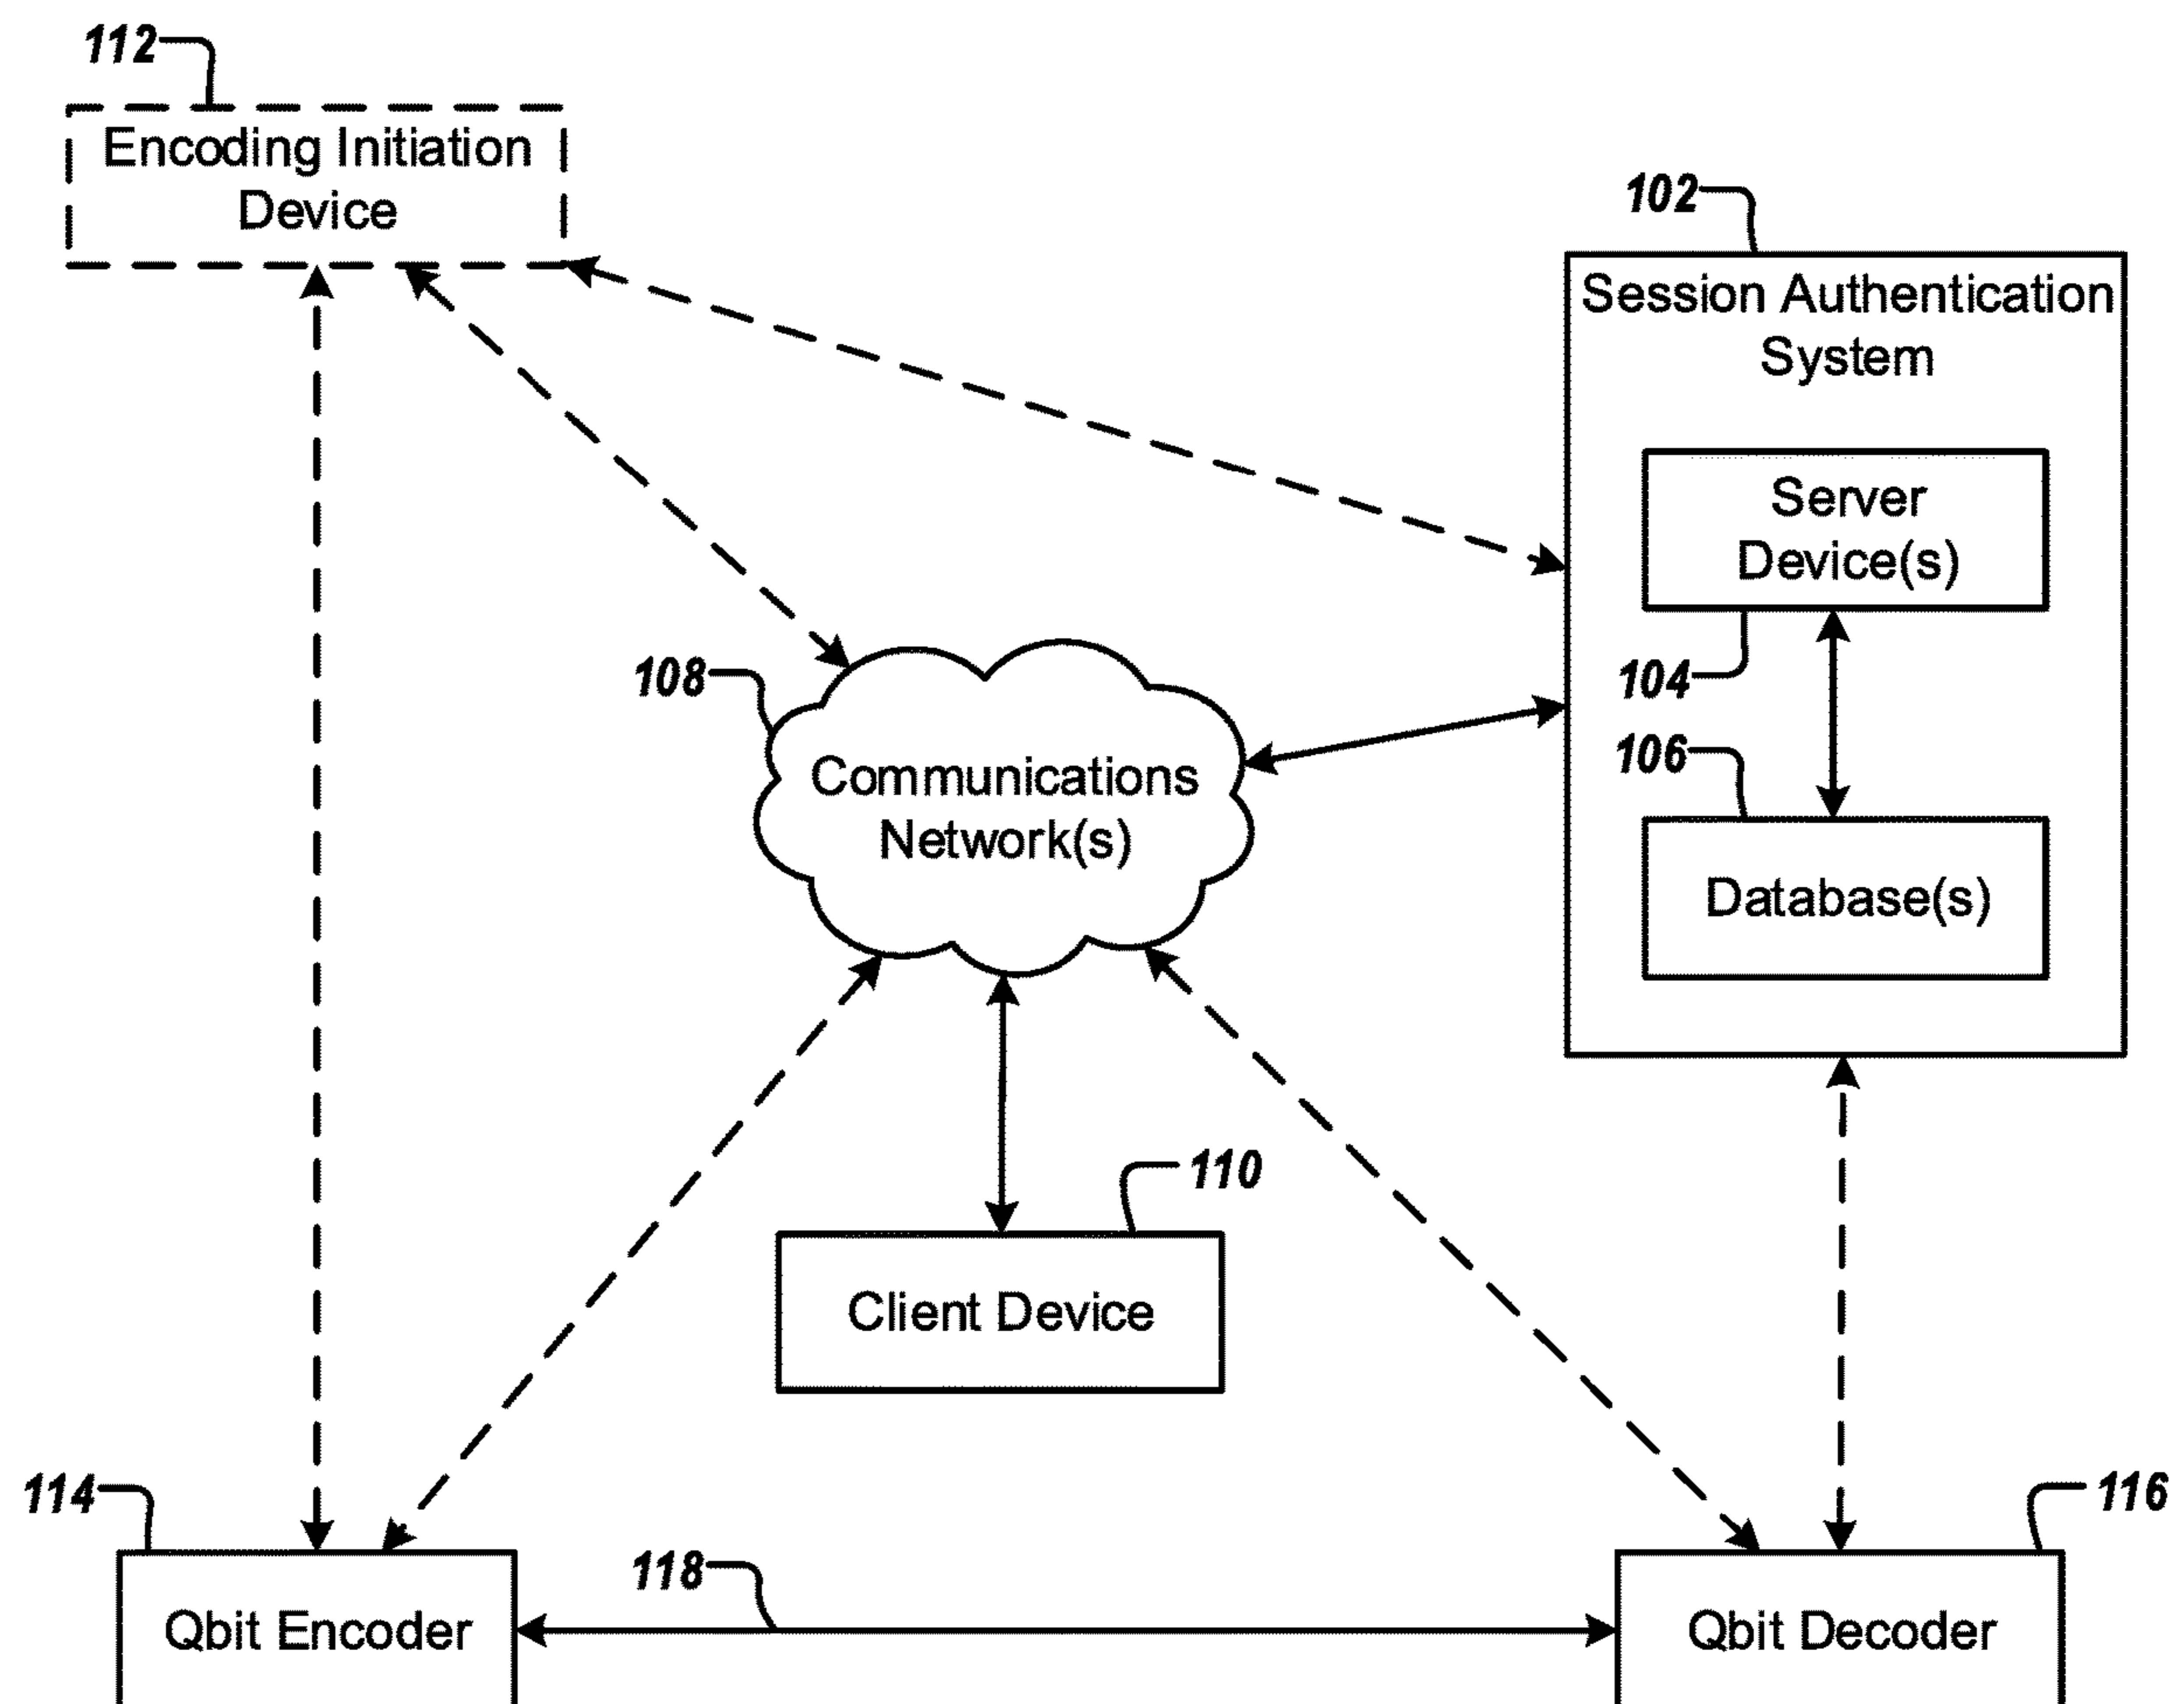 112
Encoding Initiation
Device
102
Session Authentication
System
Server
Device(s)
104
108
106
Communications
Network(s)
Database(s)
110
Client Device
114
116
118
Qbit Encoder
Qbit Decoder